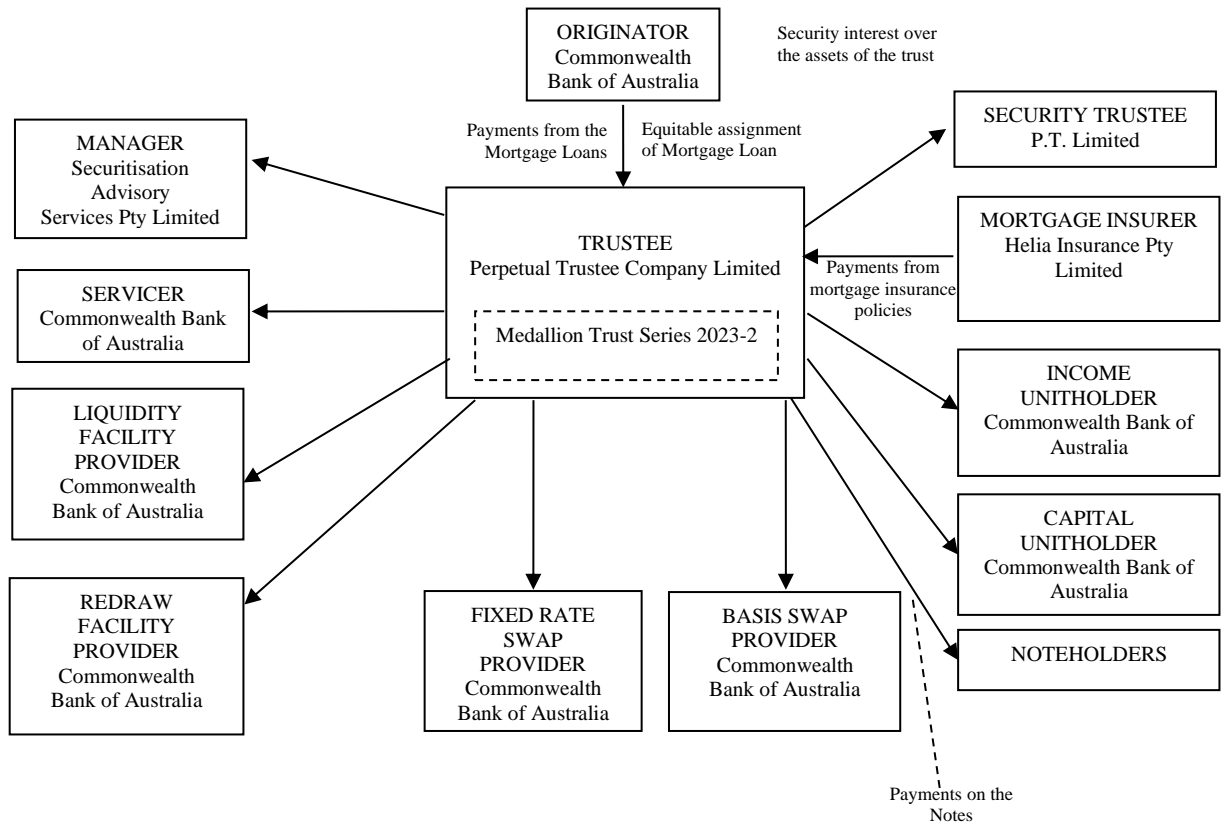 ORIGINATOR
Commonwealth
Bank of Australia
Security interest over
the assets of the trust
Payments from the
Mortgage Loans
Equitable assignment
of Mortgage Loan
MANAGER
Securitisation
Advisory
Services Pty Limited
SECURITY TRUSTEE
P.T. Limited
TRUSTEE
Perpetual Trustee Company Limited
Medallion Trust Series 2023-2
MORTGAGE INSURER
Helia Insurance Pty
Limited
Payments from
mortgage insurance
policies
SERVICER
Commonwealth Bank
of Australia
INCOME
UNITHOLDER
Commonwealth Bank of
Australia
LIQUIDITY
FACILITY
PROVIDER
Commonwealth
Bank of Australia
CAPITAL
UNITHOLDER
Commonwealth Bank of
Australia
REDRAW
FACILITY
PROVIDER
Commonwealth
Bank of Australia
FIXED RATE
SWAP
PROVIDER
Commonwealth
Bank of Australia
BASIS SWAP
PROVIDER
Commonwealth
Bank of Australia
NOTEHOLDERS
Payments on the
Notes